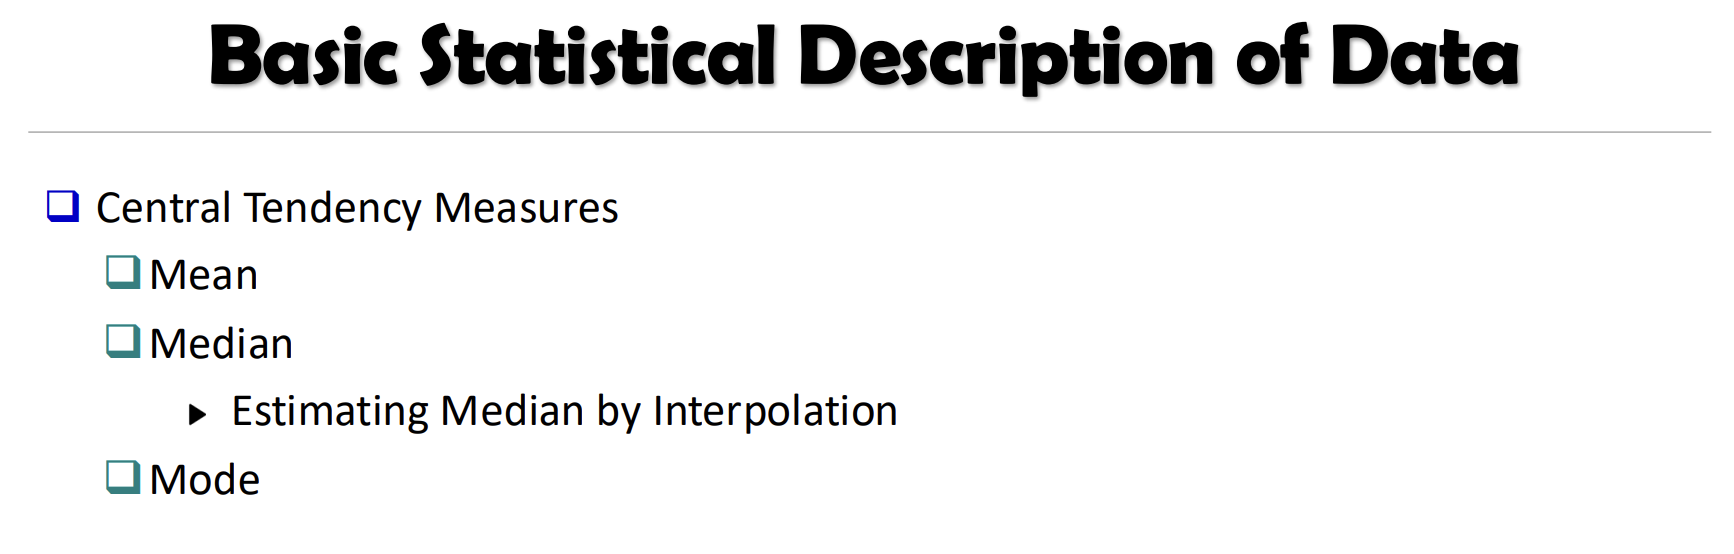 Basic Statistical Description of Data
Central Tendency Measures
Mean
Median
Estimating Median by Interpolation
Mode